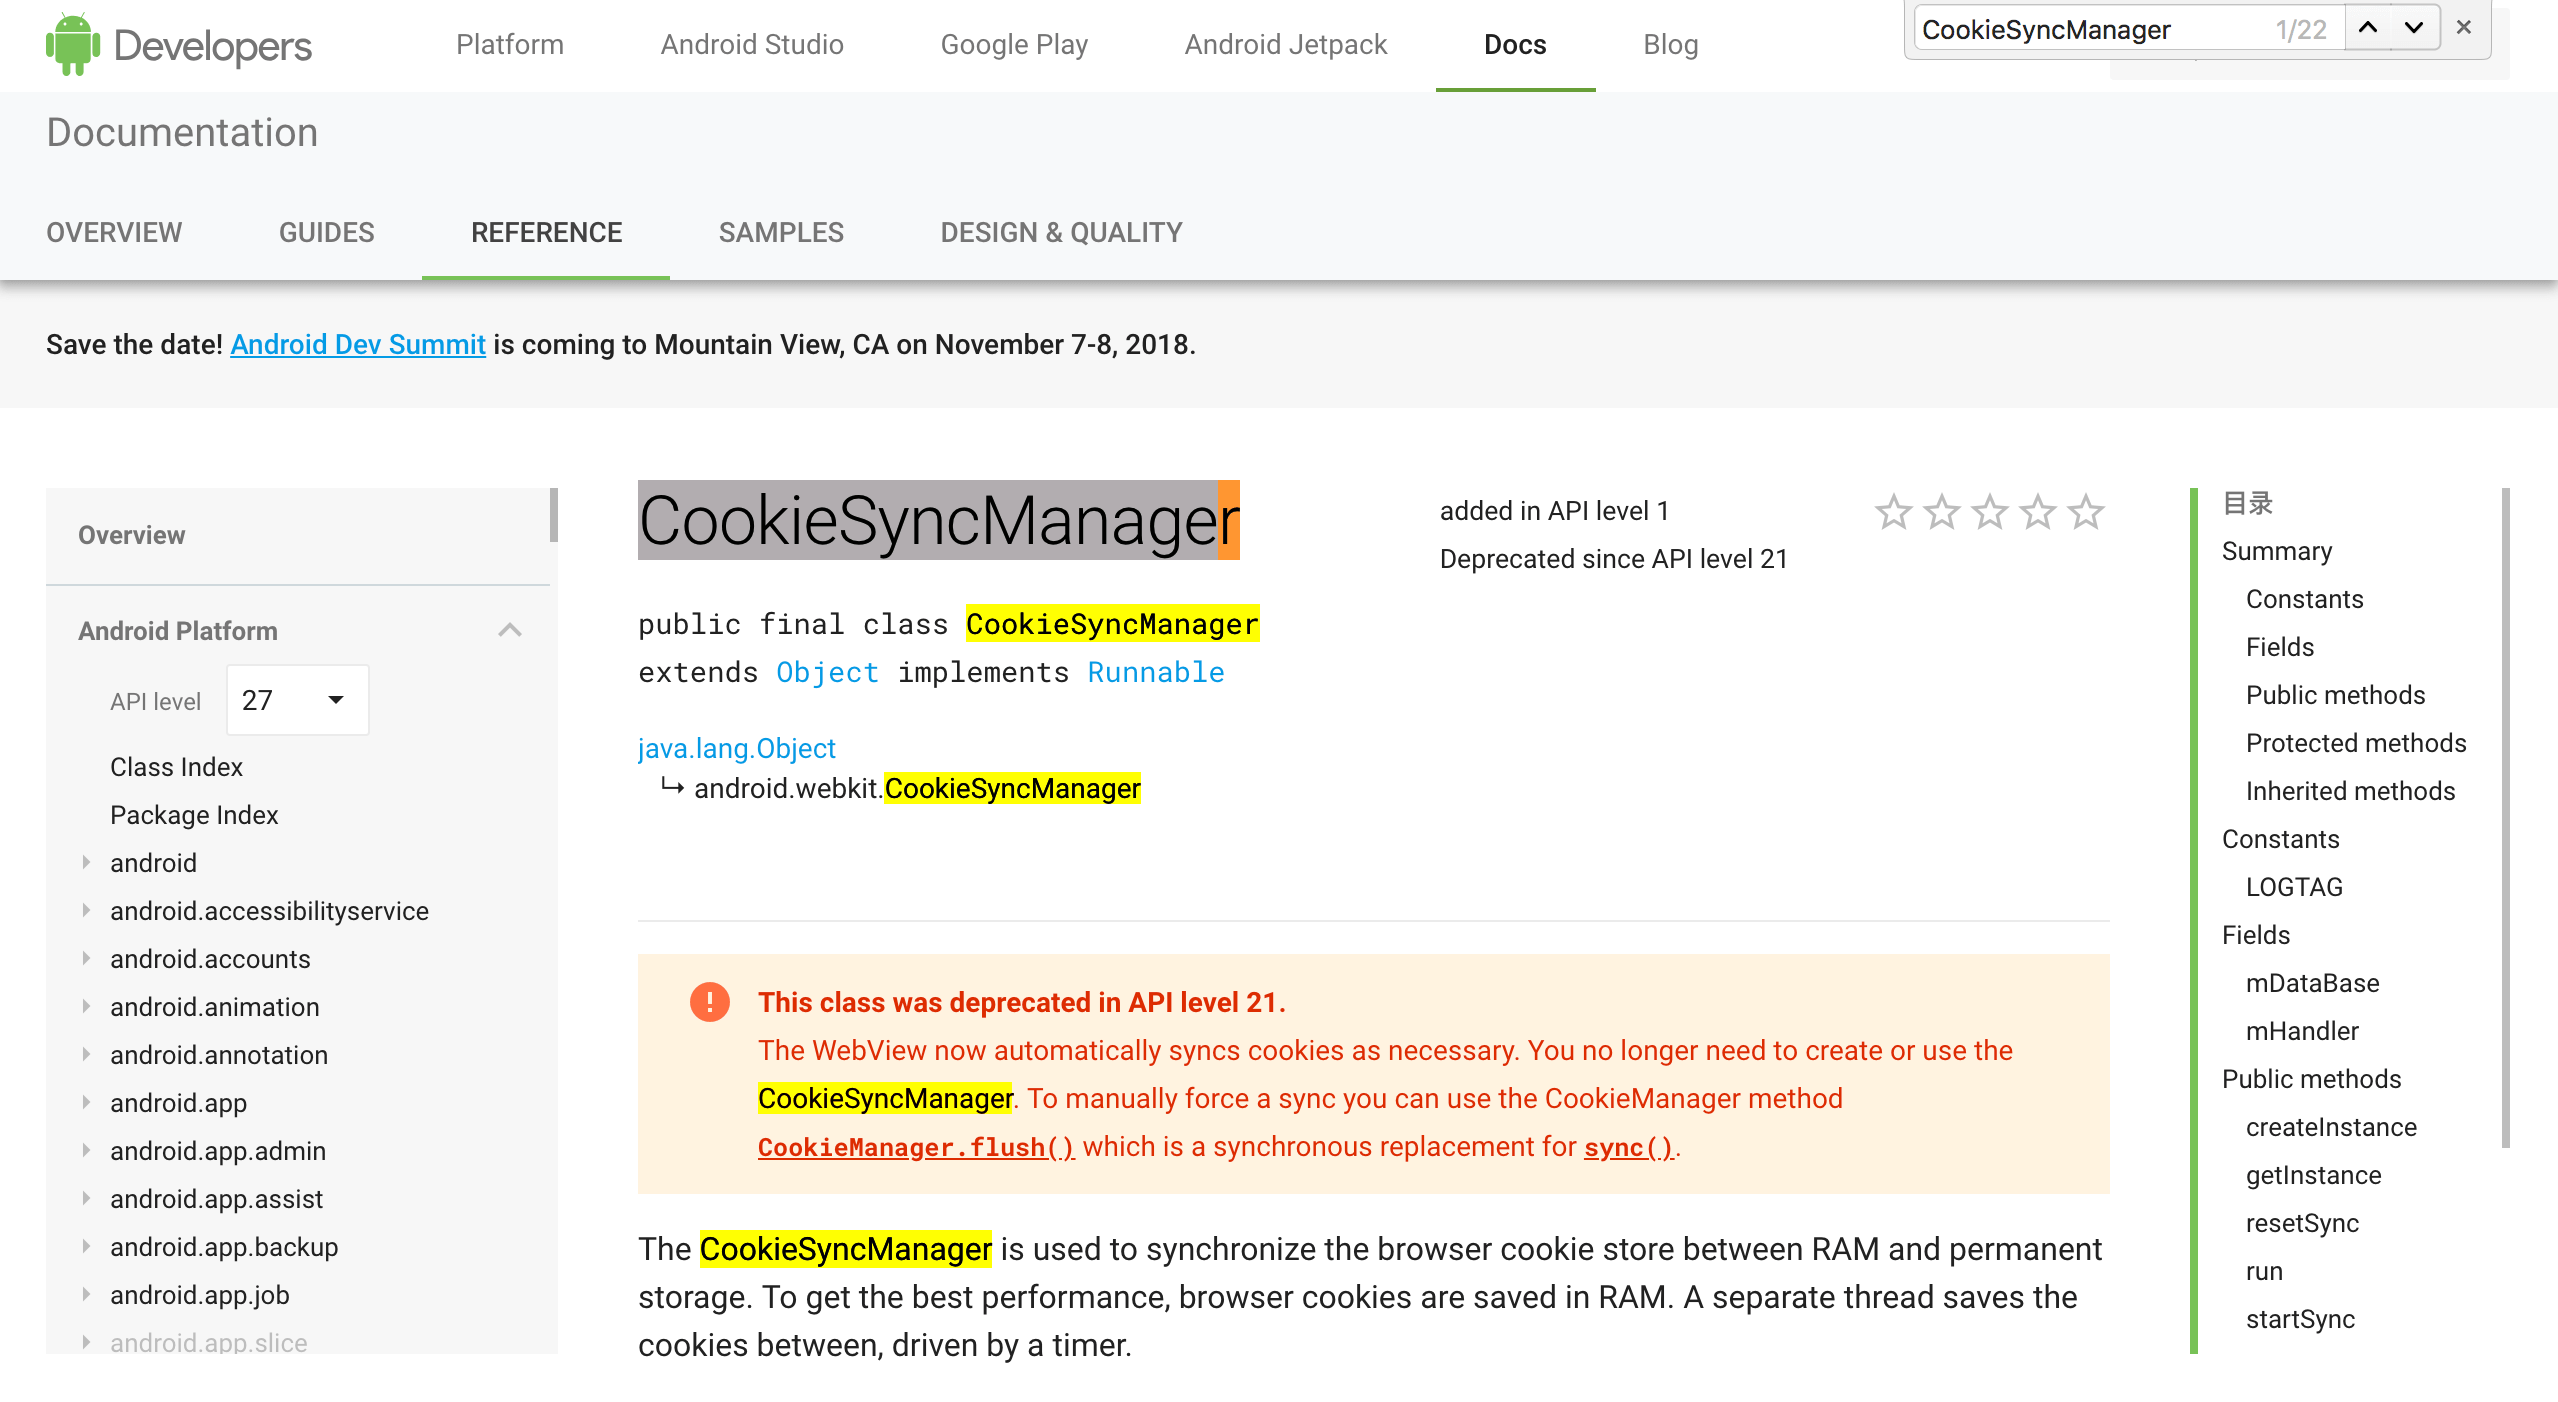 Developers
Platform
Android Studio
Google Play
Android Jetpack
Docs
Blog
CookieSyncManager 1/22
Documentation
OVERVIEW
GUIDES
REFERENCE
SAMPLES
DESIGN & QUALITY
Save the date! Android Dev Summit is coming to Mountain View, CA on November 7-8, 2018.
Overview
Android Platform
API level 27
Class Index
Package Index
android
android.accessibilityservice
android.accounts
android.animation
android.annotation
android.app
android.app.admin
android.app.assist
android.app.backup
android.app.job
android.app.slice
CookieSyncManager
added in API level 1
Deprecated since API level 21
public final class CookieSyncManager
extends Object implements Runnable
java.lang.Object
↳ android.webkit.CookieSyncManager
This class was deprecated in API level 21.
The WebView now automatically syncs cookies as necessary. You no longer need to create or use the
CookieSyncManager. To manually force a sync you can use the CookieManager method
CookieManager.flush() which is a synchronous replacement for sync().
The CookieSyncManager is used to synchronize the browser cookie store between RAM and permanent
storage. To get the best performance, browser cookies are saved in RAM. A separate thread saves the
cookies between, driven by a timer.
目录
Summary
Constants
Fields
Public methods
Protected methods
Inherited methods
Constants
LOGTAG
Fields
mDataBase
mHandler
Public methods
createInstance
getInstance
resetSync
run
startSync